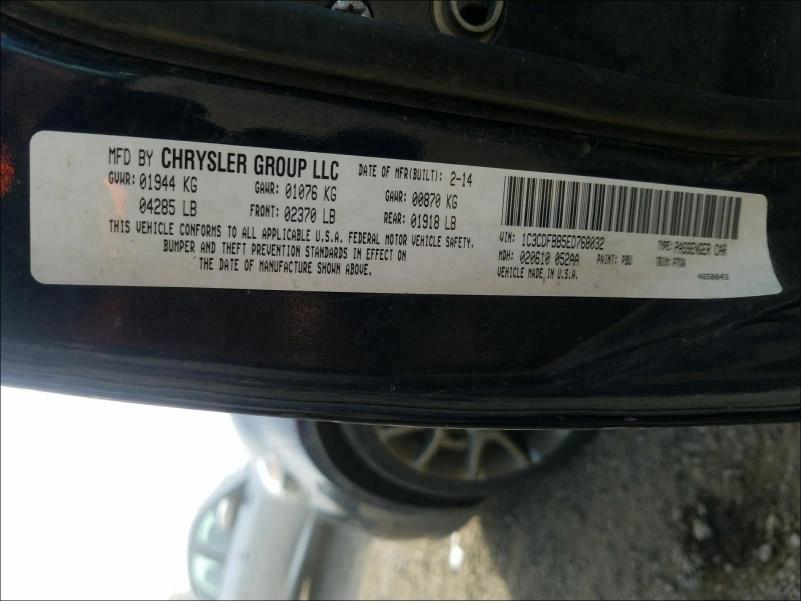 MFD BY CHRYSLER GROUP LLC DATE OF MFR(BUILT): 2-14
GVWR: 01944 KG GAWR: 01076 KG GAWR: 00870 KG
04285 LB FRONT: 02370 LB REAR: 01918 LB
THIS VEHICLE CONFORMS TO ALL APPLICABLE U.S.A. FEDERAL MOTOR VEHICLE SAFETY,
BUMPER AND THEFT PREVENTION STANDARDS IN EFFECT ON
THE DATE OF MANUFACTURE SHOWN ABOVE.
VIN: 1C3CDFBB5ED768032 TYPE: PASSENGER CAR
MDH: 020610 052AA PAINT: PBU TRIM: P7XA
VEHICLE MADE IN U.S.A. 4658843